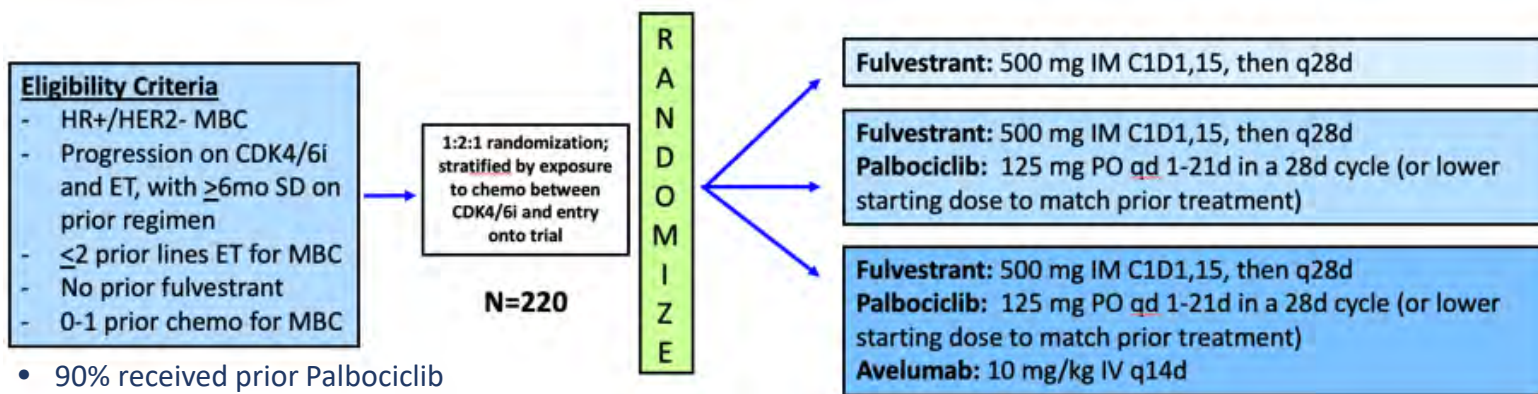 Eligibility Criteria
- HR+/HER2- MBC
- Progression on CDK4/6i
and ET, with ≥6mo SD on
prior regimen
- ≤2 prior lines ET for MBC
- No prior fulvestrant
- 0-1 prior chemo for MBC
• 90% received prior Palbociclib
1:2:1 randomization;
stratified by exposure
to chemo between
CDK4/6i and entry
onto trial
N=220
R
A
N
D
O
M
I
Z
E
Fulvestrant: 500 mg IM C1D1,15, then q28d
Fulvestrant: 500 mg IM C1D1,15, then q28d
Palbociclib: 125 mg PO qd 1-21d in a 28d cycle (or lower
starting dose to match prior treatment)
Fulvestrant: 500 mg IM C1D1,15, then q28d
Palbociclib: 125 mg PO qd 1-21d in a 28d cycle (or lower
starting dose to match prior treatment)
Avelumab: 10 mg/kg IV q14d